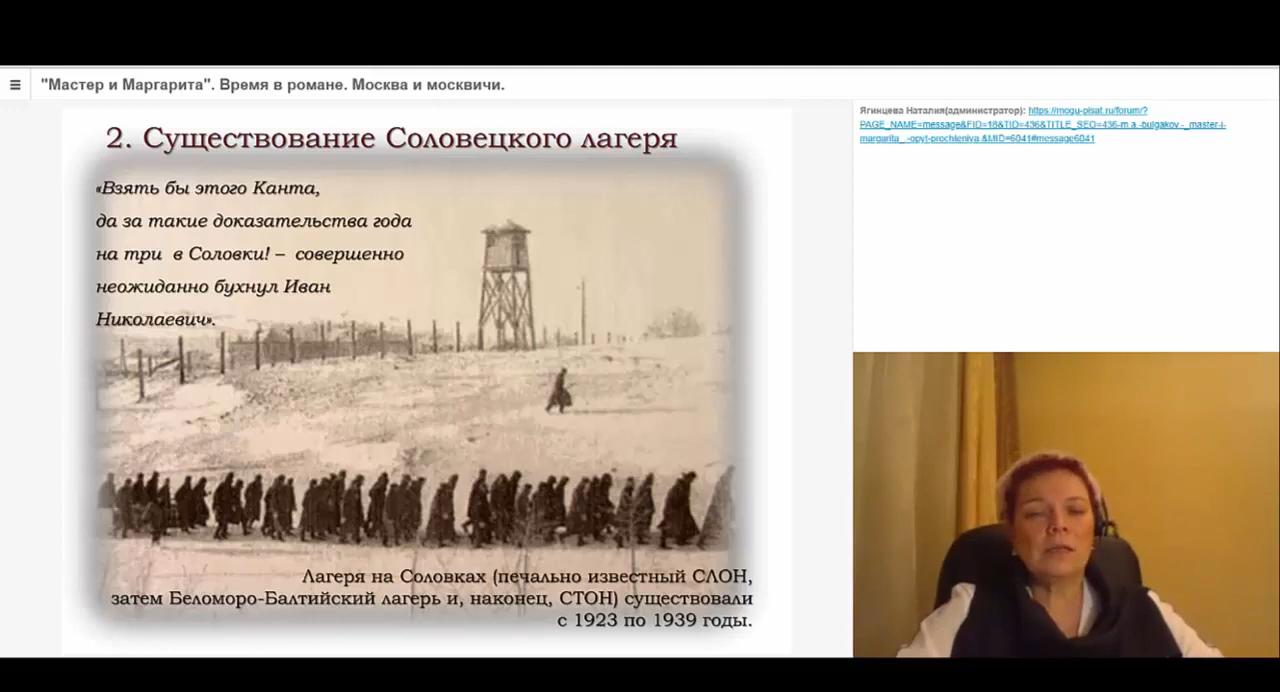 "Мастер и Маргарита". Время в романе. Москва и москвичи.
2. Существование Соловецкого лагеря
«Взять бы этого Канта,
да за такие доказательства года
на три в Соловки! – совершенно
неожиданно бухнул Иван
Николаевич».
Лагеря на Соловках (печально известный СЛОН,
затем Беломоро-Балтийский лагерь и, наконец, СТОН) существовали
с 1923 по 1939 годы.
Ягинцева Наталия(администратор): https://mogu-pisat.ru/forum/?
PAGE_NAME=message&FID=18&TID=436&TITLE_SEO=436-m.a.-bulgakov.-_master-i-
margarita_.-opyt-prochteniya.&MID=6041#message6041